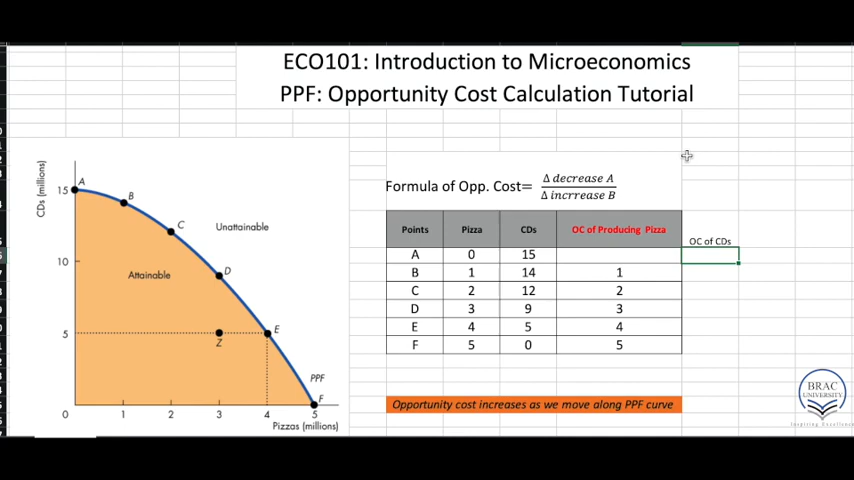 ECO101: Introduction to Microeconomics
PPF: Opportunity Cost Calculation Tutorial
CDs (millions)
15
10
5
0
1
2
3
4
5
Pizzas (millions)
A
B
C
D
E
F
Z
Unattainable
Attainable
PPF
Formula of Opp. Cost= Δ decrease A
Δ incrrease B
Points Pizza CDs OC of Producing Pizza OC of CDs
A 0 15
B 1 14 1
C 2 12 2
D 3 9 3
E 4 5 4
F 5 0 5
Opportunity cost increases as we move along PPF curve
BRAC
UNIVERSITY
Inspiring Excellence